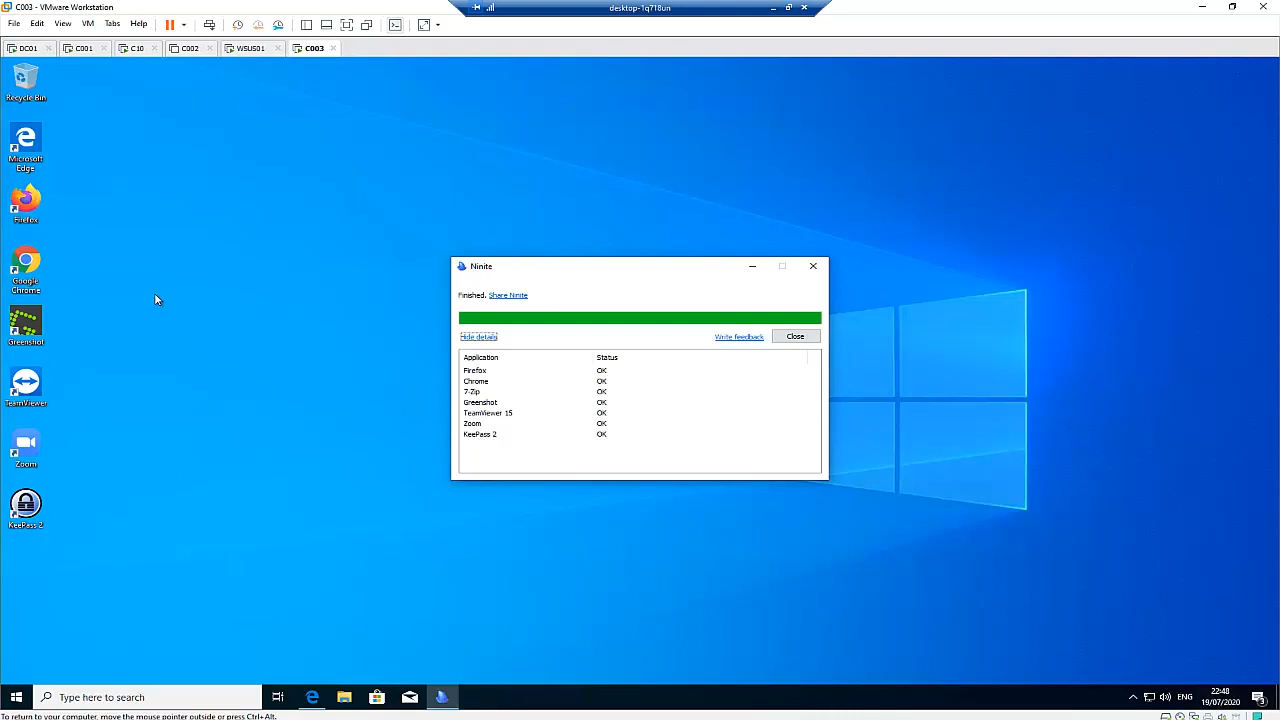 C003 - VMware Workstation
desktop-1q718un
File Edit View VM Tabs Help
DC01 C001 C10 C002 WSUS01 C003
Recycle Bin
Microsoft
Edge
Firefox
Google
Chrome
Greenshot
TeamViewer
Zoom
KeePass 2
Ninite
Finished. Share Ninite
Hide details Write feedback Close
Application Status
Firefox OK
Chrome OK
7-Zip OK
Greenshot OK
TeamViewer 15 OK
Zoom OK
KeePass 2 OK
Type here to search
ENG
22:48
19/07/2020
3
To return to your computer, move the mouse pointer outside or press Ctrl+Alt.